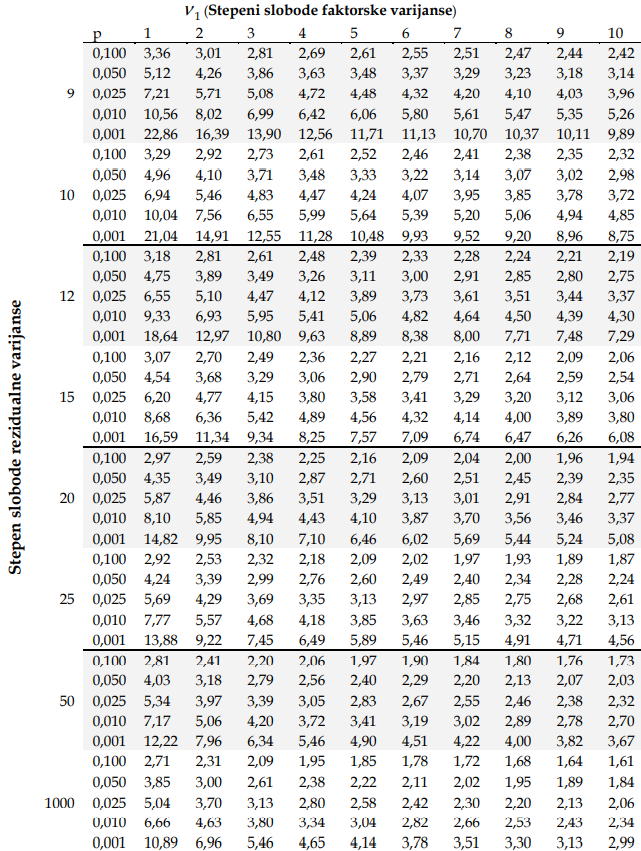 ν₁ (Stepeni slobode faktorske varijanse)
p 1 2 3 4 5 6 7 8 9 10
0,100 3,36 3,01 2,81 2,69 2,61 2,55 2,51 2,47 2,44 2,42
0,050 5,12 4,26 3,86 3,63 3,48 3,37 3,29 3,23 3,18 3,14
9 0,025 7,21 5,71 5,08 4,72 4,48 4,32 4,20 4,10 4,03 3,96
0,010 10,56 8,02 6,99 6,42 6,06 5,80 5,61 5,47 5,35 5,26
0,001 22,86 16,39 13,90 12,56 11,71 11,13 10,70 10,37 10,11 9,89
0,100 3,29 2,92 2,73 2,61 2,52 2,46 2,41 2,38 2,35 2,32
0,050 4,96 4,10 3,71 3,48 3,33 3,22 3,14 3,07 3,02 2,98
10 0,025 6,94 5,46 4,83 4,47 4,24 4,07 3,95 3,85 3,78 3,72
0,010 10,04 7,56 6,55 5,99 5,64 5,39 5,20 5,06 4,94 4,85
0,001 21,04 14,91 12,55 11,28 10,48 9,93 9,52 9,20 8,96 8,75
0,100 3,18 2,81 2,61 2,48 2,39 2,33 2,28 2,24 2,21 2,19
0,050 4,75 3,89 3,49 3,26 3,11 3,00 2,91 2,85 2,80 2,75
12 0,025 6,55 5,10 4,47 4,12 3,89 3,73 3,61 3,51 3,44 3,37
0,010 9,33 6,93 5,95 5,41 5,06 4,82 4,64 4,50 4,39 4,30
0,001 18,64 12,97 10,80 9,63 8,89 8,38 8,00 7,71 7,48 7,29
0,100 3,07 2,70 2,49 2,36 2,27 2,21 2,16 2,12 2,09 2,06
0,050 4,54 3,68 3,29 3,06 2,90 2,79 2,71 2,64 2,59 2,54
15 0,025 6,20 4,77 4,15 3,80 3,58 3,41 3,29 3,20 3,12 3,06
0,010 8,68 6,36 5,42 4,89 4,56 4,32 4,14 4,00 3,89 3,80
0,001 16,59 11,34 9,34 8,25 7,57 7,09 6,74 6,47 6,26 6,08
0,100 2,97 2,59 2,38 2,25 2,16 2,09 2,04 2,00 1,96 1,94
0,050 4,35 3,49 3,10 2,87 2,71 2,60 2,51 2,45 2,39 2,35
20 0,025 5,87 4,46 3,86 3,51 3,29 3,13 3,01 2,91 2,84 2,77
0,010 8,10 5,85 4,94 4,43 4,10 3,87 3,70 3,56 3,46 3,37
0,001 14,82 9,95 8,10 7,10 6,46 6,02 5,69 5,44 5,24 5,08
0,100 2,92 2,53 2,32 2,18 2,09 2,02 1,97 1,93 1,89 1,87
0,050 4,24 3,39 2,99 2,76 2,60 2,49 2,40 2,34 2,28 2,24
25 0,025 5,69 4,29 3,69 3,35 3,13 2,97 2,85 2,75 2,68 2,61
0,010 7,77 5,57 4,68 4,18 3,85 3,63 3,46 3,32 3,22 3,13
0,001 13,88 9,22 7,45 6,49 5,89 5,46 5,15 4,91 4,71 4,56
0,100 2,81 2,41 2,20 2,06 1,97 1,90 1,84 1,80 1,76 1,73
0,050 4,03 3,18 2,79 2,56 2,40 2,29 2,20 2,13 2,07 2,03
50 0,025 5,34 3,97 3,39 3,05 2,83 2,67 2,55 2,46 2,38 2,32
0,010 7,17 5,06 4,20 3,72 3,41 3,19 3,02 2,89 2,78 2,70
0,001 12,22 7,96 6,34 5,46 4,90 4,51 4,22 4,00 3,82 3,67
0,100 2,71 2,31 2,09 1,95 1,85 1,78 1,72 1,68 1,64 1,61
0,050 3,85 3,00 2,61 2,38 2,22 2,11 2,02 1,95 1,89 1,84
1000 0,025 5,04 3,70 3,13 2,80 2,58 2,42 2,30 2,20 2,13 2,06
0,010 6,66 4,63 3,80 3,34 3,04 2,82 2,66 2,53 2,43 2,34
0,001 10,89 6,96 5,46 4,65 4,14 3,78 3,51 3,30 3,13 2,99
Stepen slobode rezidualne varijanse